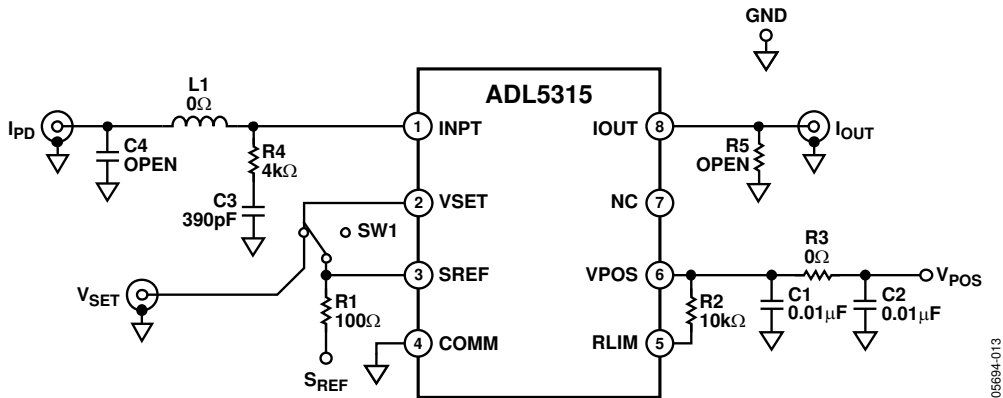 GND
ADL5315
L1
0Ω
I_PD
C4
OPEN
R4
4kΩ
C3
390pF
1
INPT
2
VSET
SW1
3
SREF
V_SET
R1
100Ω
S_REF
4
COMM
IOUT
8
R5
OPEN
I_OUT
NC
7
VPOS
6
R3
0Ω
V_POS
R2
10kΩ
C1
0.01μF
C2
0.01μF
RLIM
5
05694-013